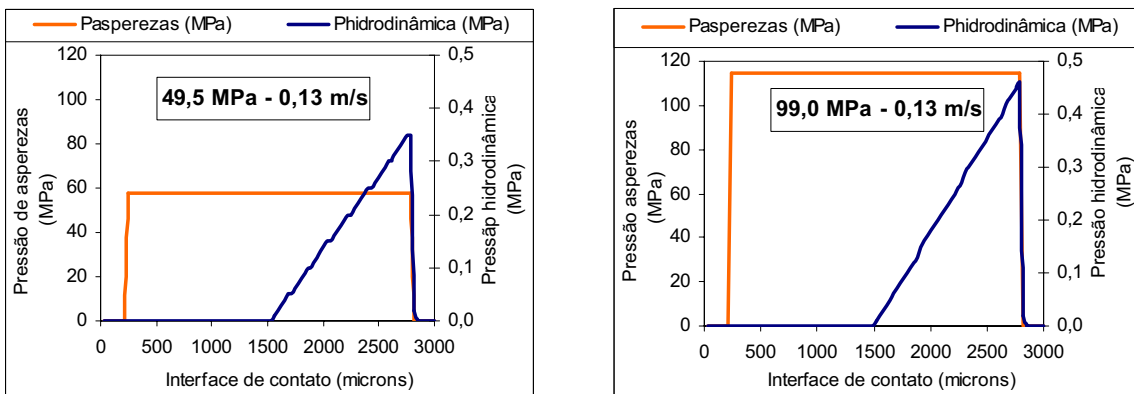 Pasperezas (MPa) Phidrodinâmica (MPa)
120
100
80
60
40
20
0
0,5
0,4
0,3
0,2
0,1
0,0
49,5 MPa - 0,13 m/s
Pressão de asperezas
(MPa)
Pressãp hidrodinâmica
(MPa)
0 500 1000 1500 2000 2500 3000
Interface de contato (microns)
Pasperezas (MPa) Phidrodinâmica (MPa)
120
100
80
60
40
20
0
0,5
0,4
0,3
0,2
0,1
0,0
99,0 MPa - 0,13 m/s
Pressão asperezas
(MPa)
Pressão hidrodinâmica
(MPa)
0 500 1000 1500 2000 2500 3000
Interface de contato (microns)